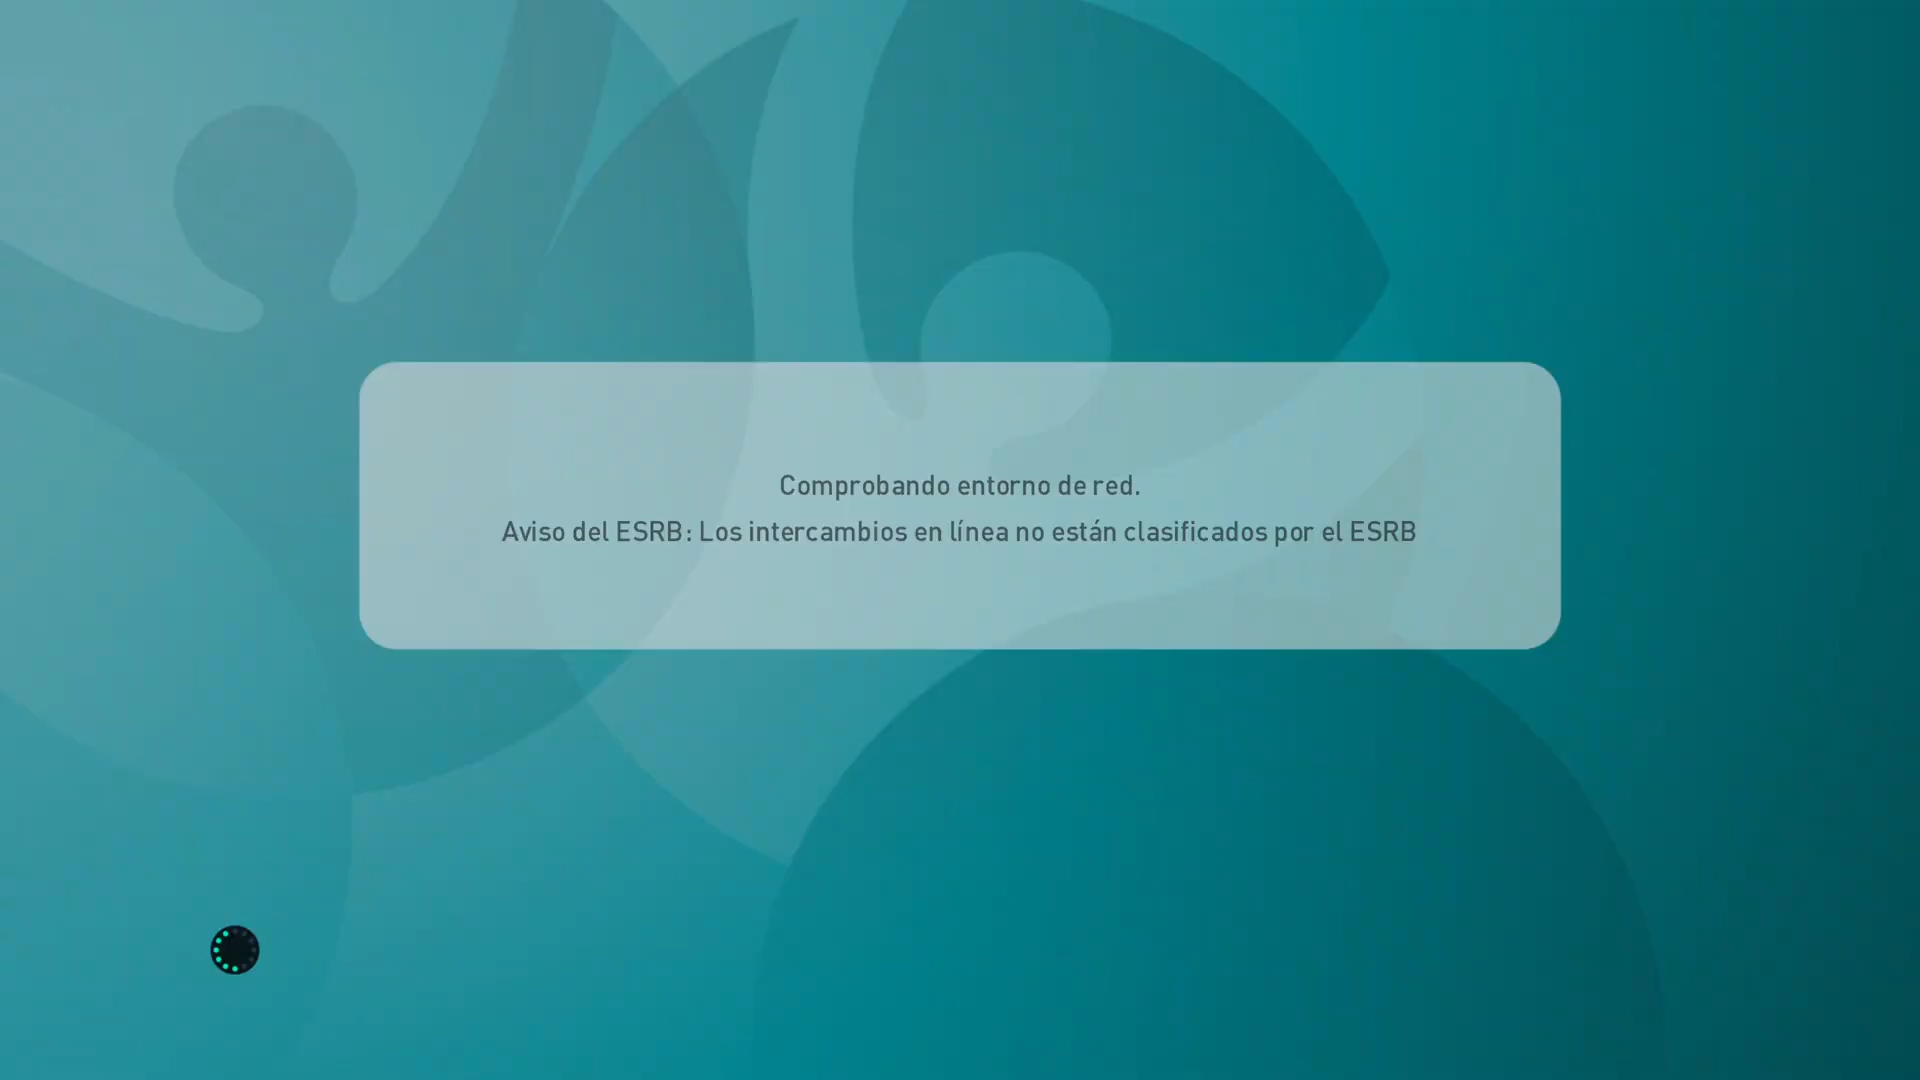 Comprobando entorno de red.
Aviso del ESRB: Los intercambios en línea no están clasificados por el ESRB